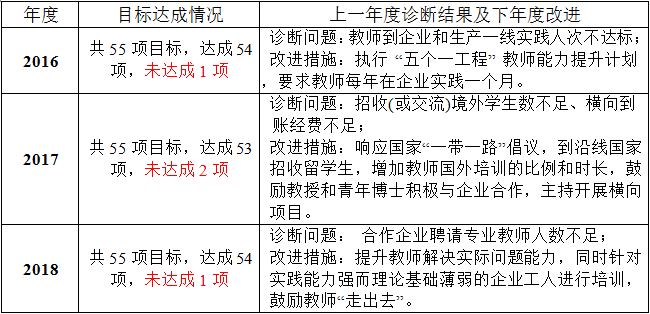 年度 目标达成情况 上一年度诊断结果及下年度改进
2016
共 55 项目标，达成 54
项，未达成 1 项
诊断问题：教师到企业和生产一线实践人次不达标；
改进措施：执行 “五个一工程” 教师能力提升计划
，要求教师每年在企业实践一个月。
2017
共 55 项目标，达成 53
项，未达成 2 项
诊断问题：招收(或交流)境外学生数不足、横向到
账经费不足；
改进措施：响应国家“一带一路”倡议，到沿线国家
招收留学生，增加教师国外培训的比例和时长，鼓
励教授和青年博士积极与企业合作，主持开展横向
项目。
2018
共 55 项目标，达成 54
项，未达成 1 项
诊断问题： 合作企业聘请专业教师人数不足；
改进措施：提升教师解决实际问题能力，同时针对
实践能力强而理论基础薄弱的企业工人进行培训，
鼓励教师“走出去”。